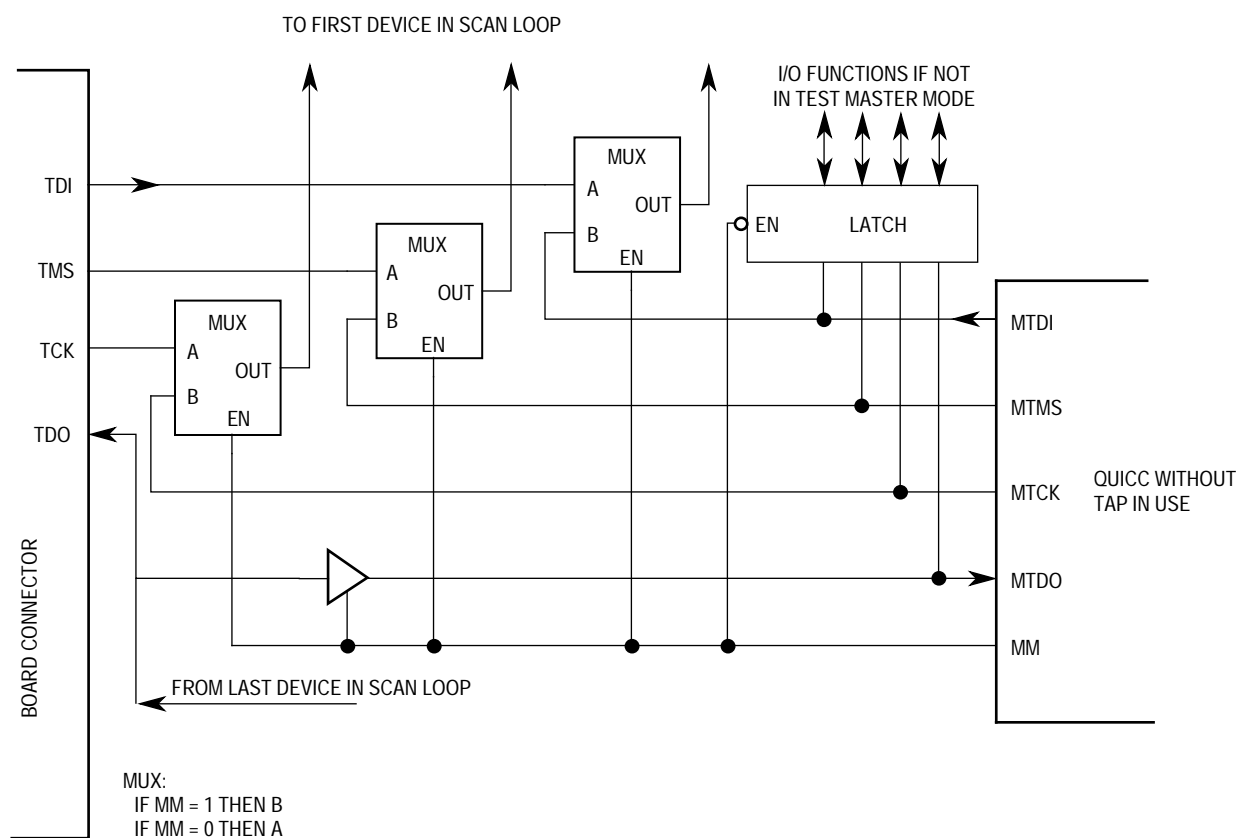 TO FIRST DEVICE IN SCAN LOOP
I/O FUNCTIONS IF NOT
IN TEST MASTER MODE
MUX
TDI
A
OUT
B
EN
EN
LATCH
MUX
TMS
A
OUT
B
EN
MUX
TCK
A
OUT
B
EN
TDO
MTDI
MTMS
MTCK
MTDO
MM
QUICC WITHOUT
TAP IN USE
BOARD CONNECTOR
FROM LAST DEVICE IN SCAN LOOP
MUX:
IF MM = 1 THEN B
IF MM = 0 THEN A